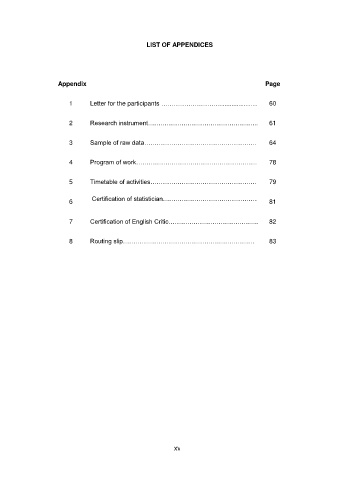 LIST OF APPENDICES
Appendix Page
1 Letter for the participants ……………………………………….. 60
2 Research instrument……………………………………………... 61
3 Sample of raw data……………………………………………… 64
4 Program of work…………………………………………………. 78
5 Timetable of activities…………………………………………… 79
6 Certification of statistician……………………………………… 81
7 Certification of English Critic…………………………………….. 82
8 Routing slip……………………………………………………… 83
xv